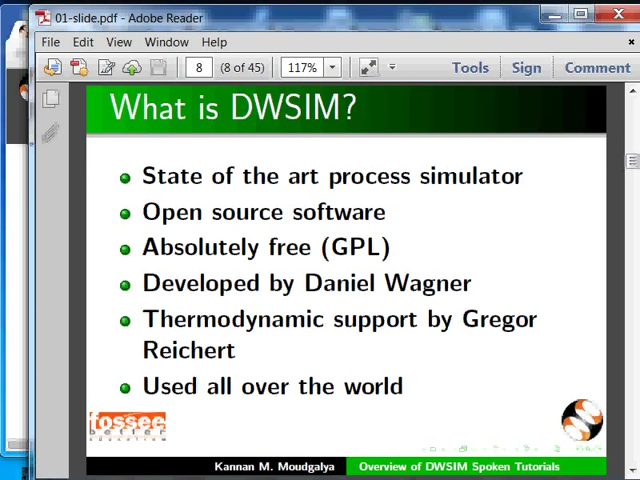 01-slide.pdf - Adobe Reader
File Edit View Window Help
8 (8 of 45) 117% Tools Sign Comment
What is DWSIM?
State of the art process simulator
Open source software
Absolutely free (GPL)
Developed by Daniel Wagner
Thermodynamic support by Gregor
Reichert
Used all over the world
fossee
Kannan M. Moudgalya Overview of DWSIM Spoken Tutorials